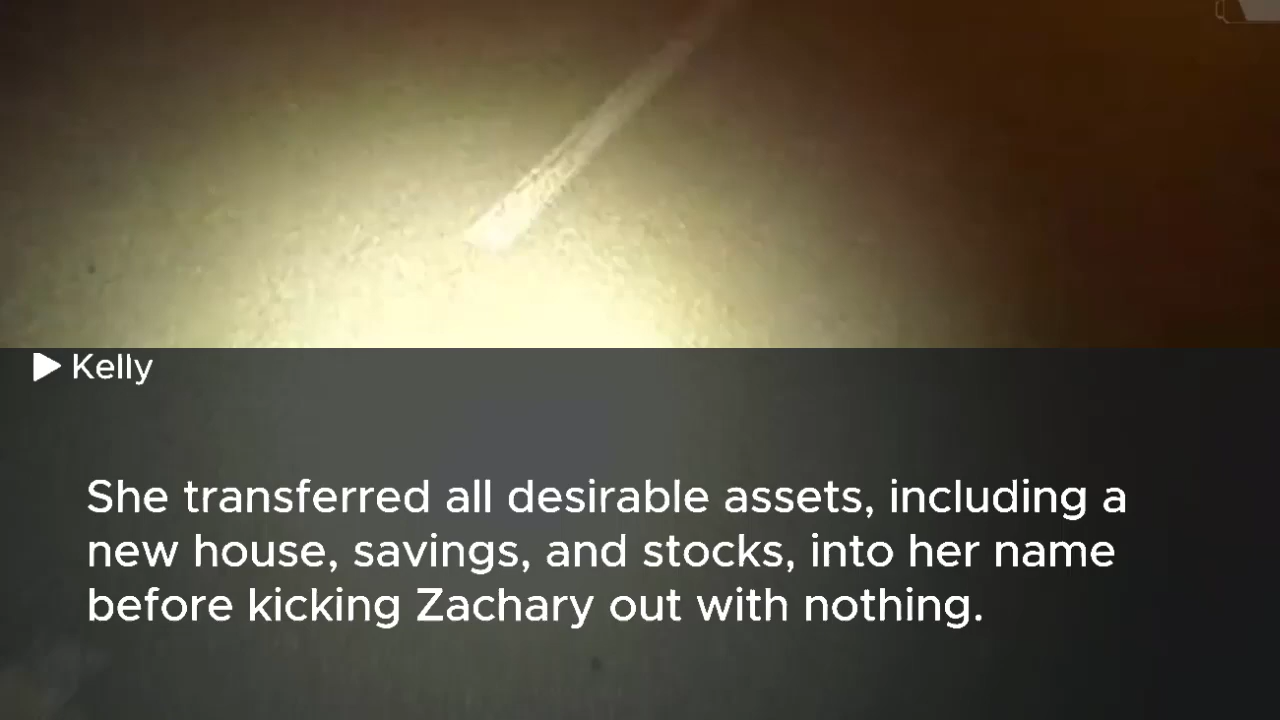 Kelly
She transferred all desirable assets, including a
new house, savings, and stocks, into her name
before kicking Zachary out with nothing.